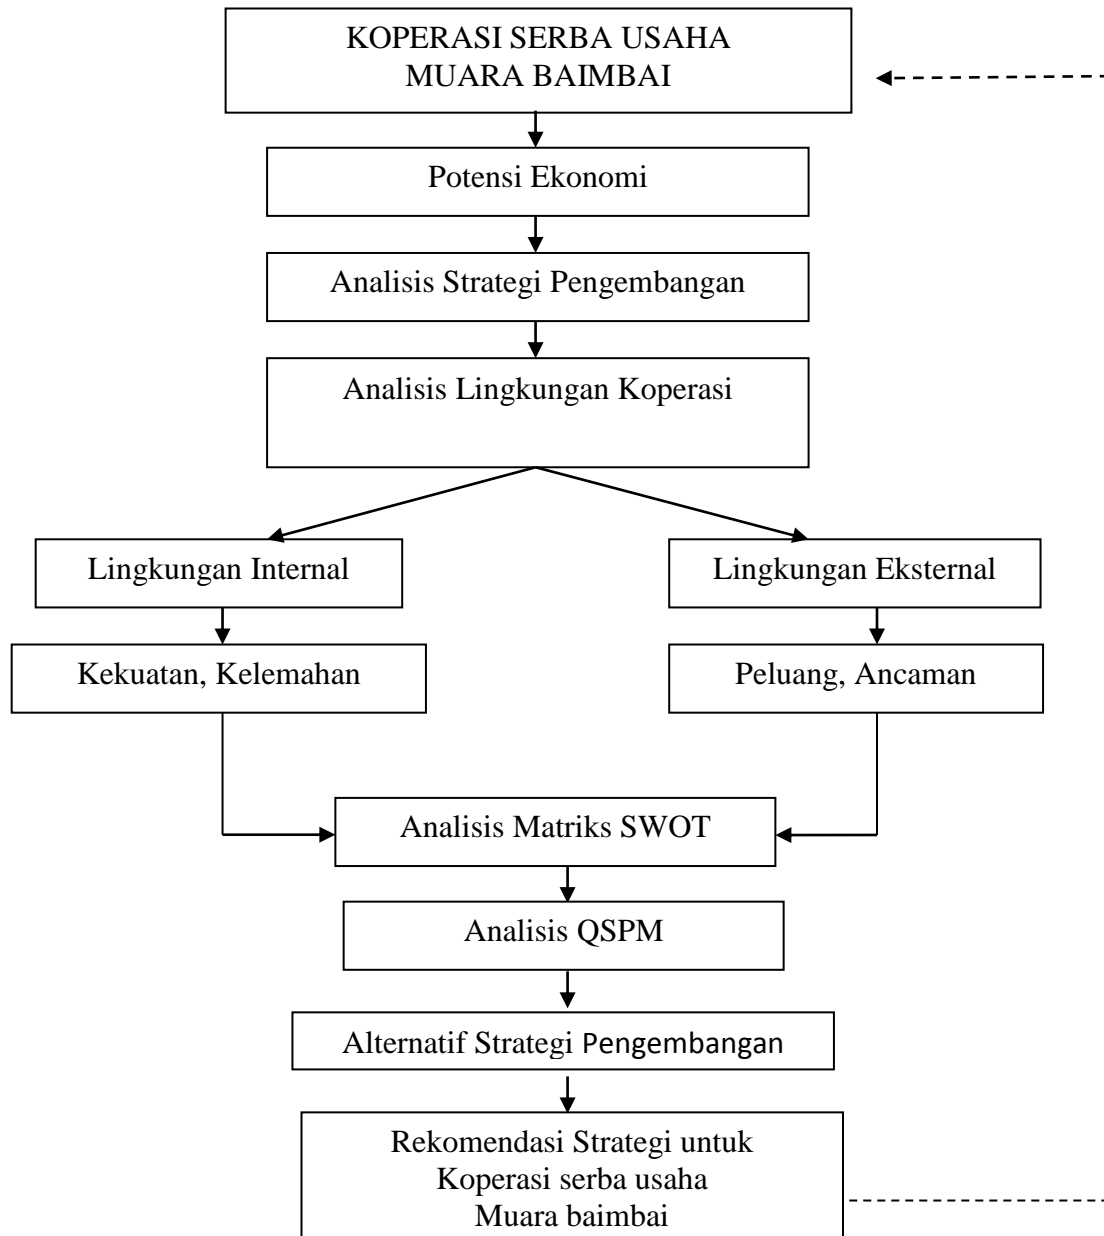 KOPERASI SERBA USAHA
MUARA BAIMBAI
Potensi Ekonomi
Analisis Strategi Pengembangan
Analisis Lingkungan Koperasi
Lingkungan Internal
Lingkungan Eksternal
Kekuatan, Kelemahan
Peluang, Ancaman
Analisis Matriks SWOT
Analisis QSPM
Alternatif Strategi Pengembangan
Rekomendasi Strategi untuk
Koperasi serba usaha
Muara baimbai